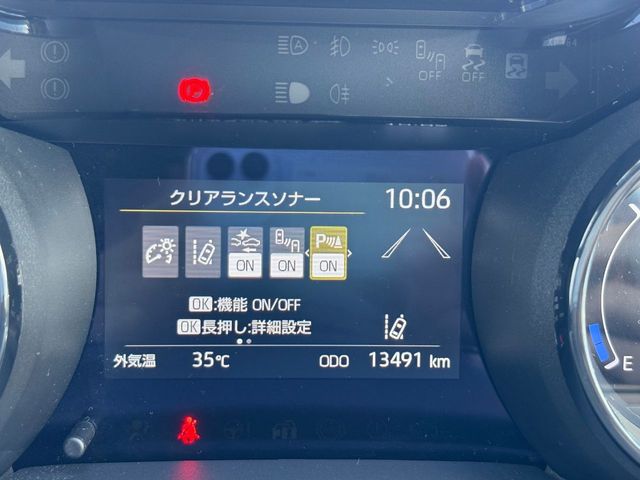 OFF OFF
クリアランスソナー 10:06
P
ON ON ON
OK:機能 ON/OFF
OK長押し:詳細設定
外気温 35℃ ODO 13491 km
E